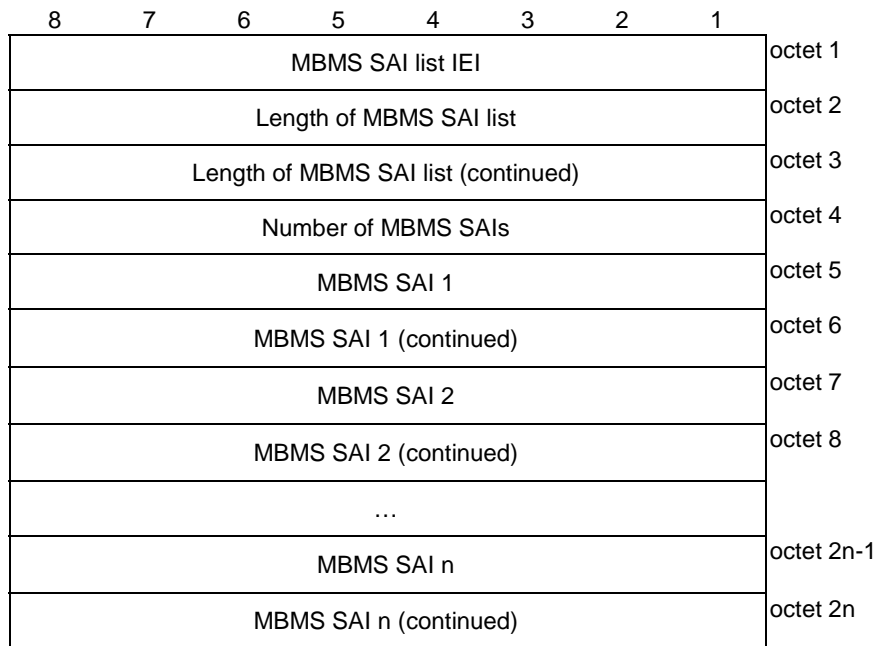 8 7 6 5 4 3 2 1
MBMS SAI list IEI octet 1
Length of MBMS SAI list octet 2
Length of MBMS SAI list (continued) octet 3
Number of MBMS SAIs octet 4
MBMS SAI 1 octet 5
MBMS SAI 1 (continued) octet 6
MBMS SAI 2 octet 7
MBMS SAI 2 (continued) octet 8
…
MBMS SAI n octet 2n-1
MBMS SAI n (continued) octet 2n